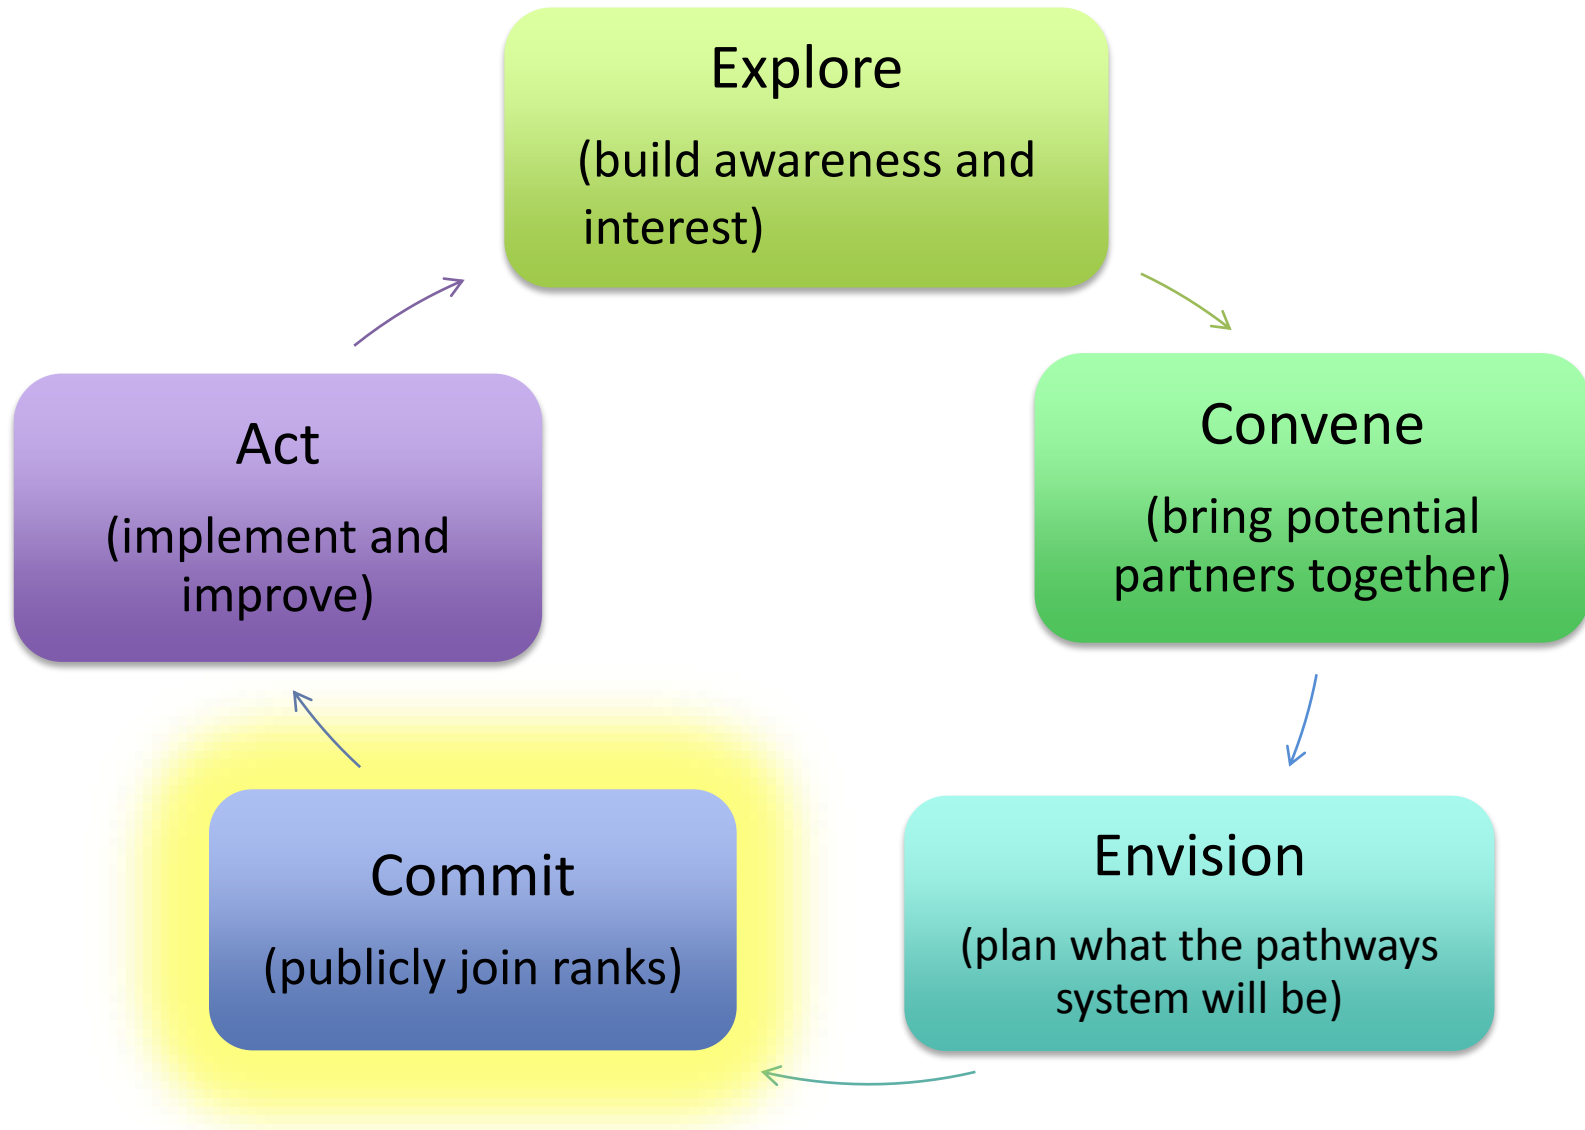 Explore
(build awareness and
interest)
Convene
(bring potential
partners together)
Envision
(plan what the pathways
system will be)
Commit
(publicly join ranks)
Act
(implement and
improve)